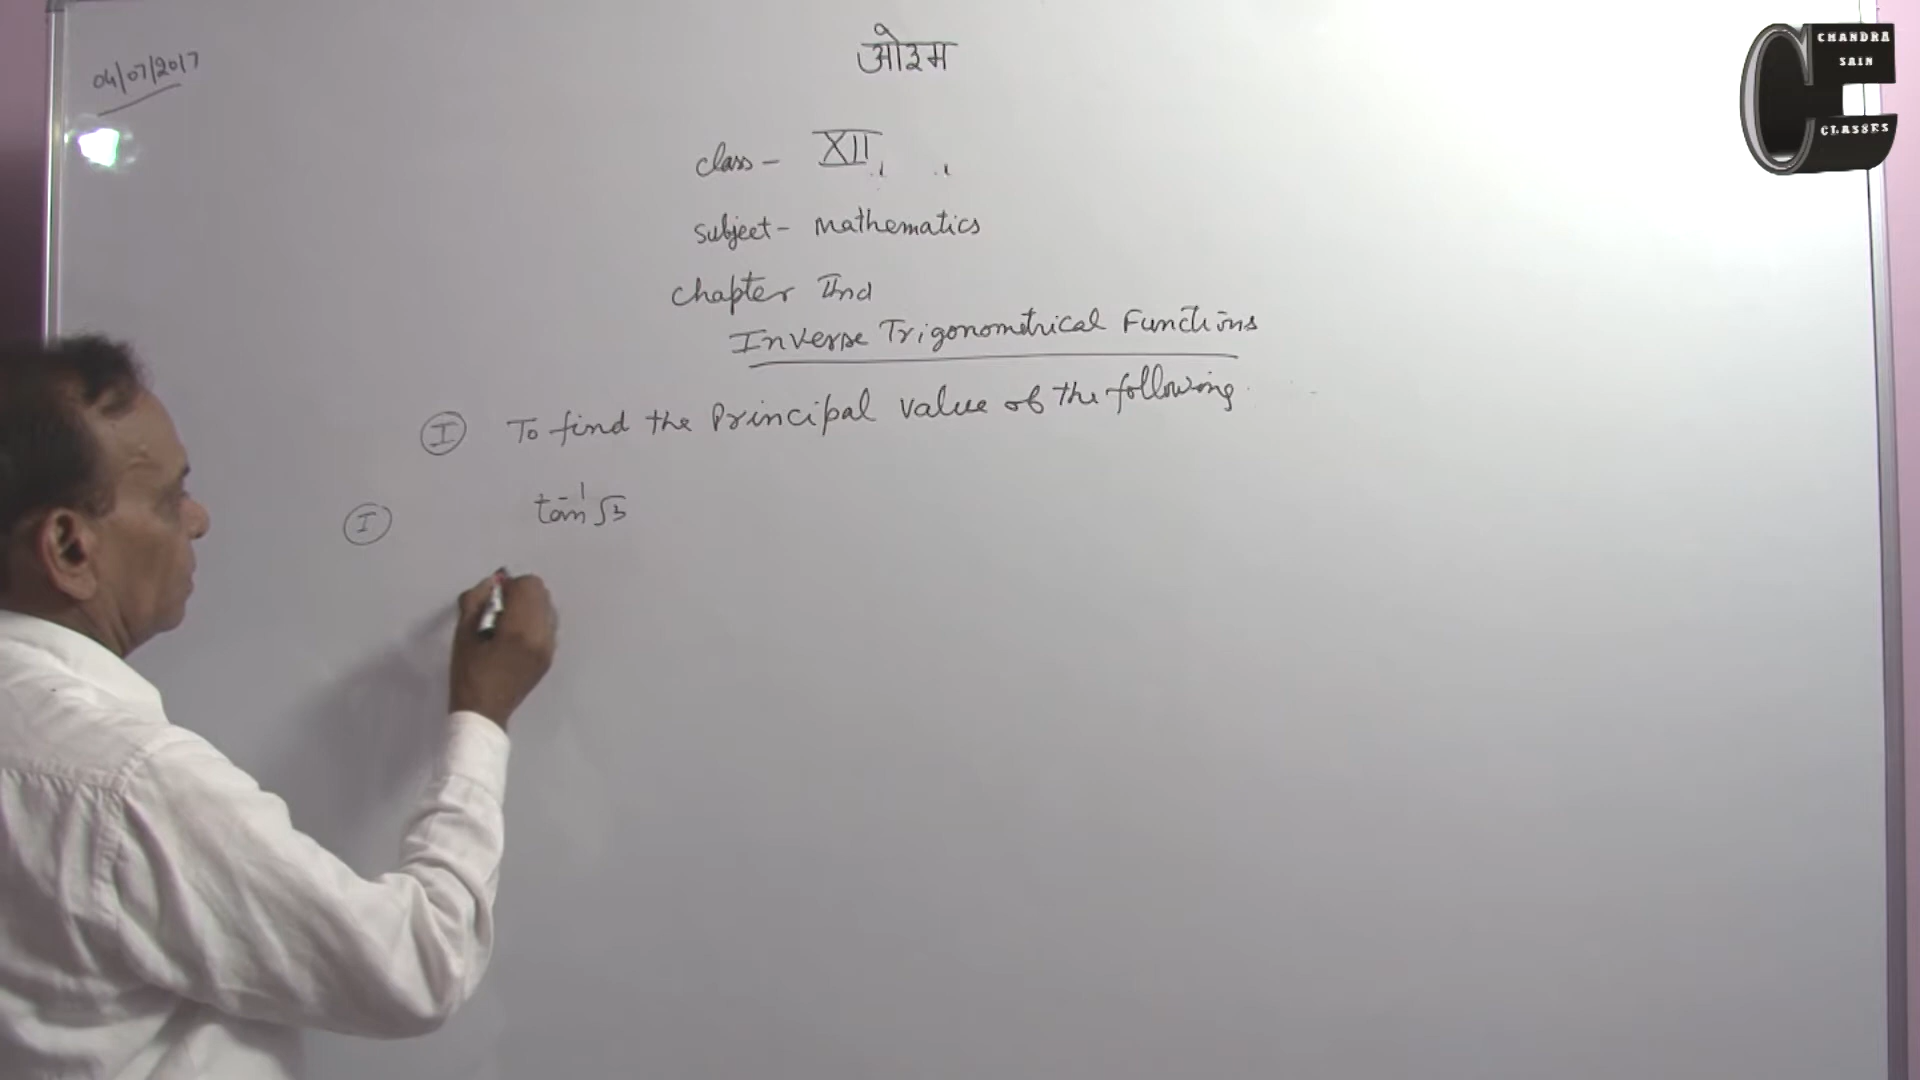 04/07/2017
ओ३म
CHANDRA
SAIN
CLASSES
class - XII
Subject - Mathematics
Chapter IInd
Inverse Trigonometrical Functions
I To find the Principal value of the following.
I tan⁻¹√3